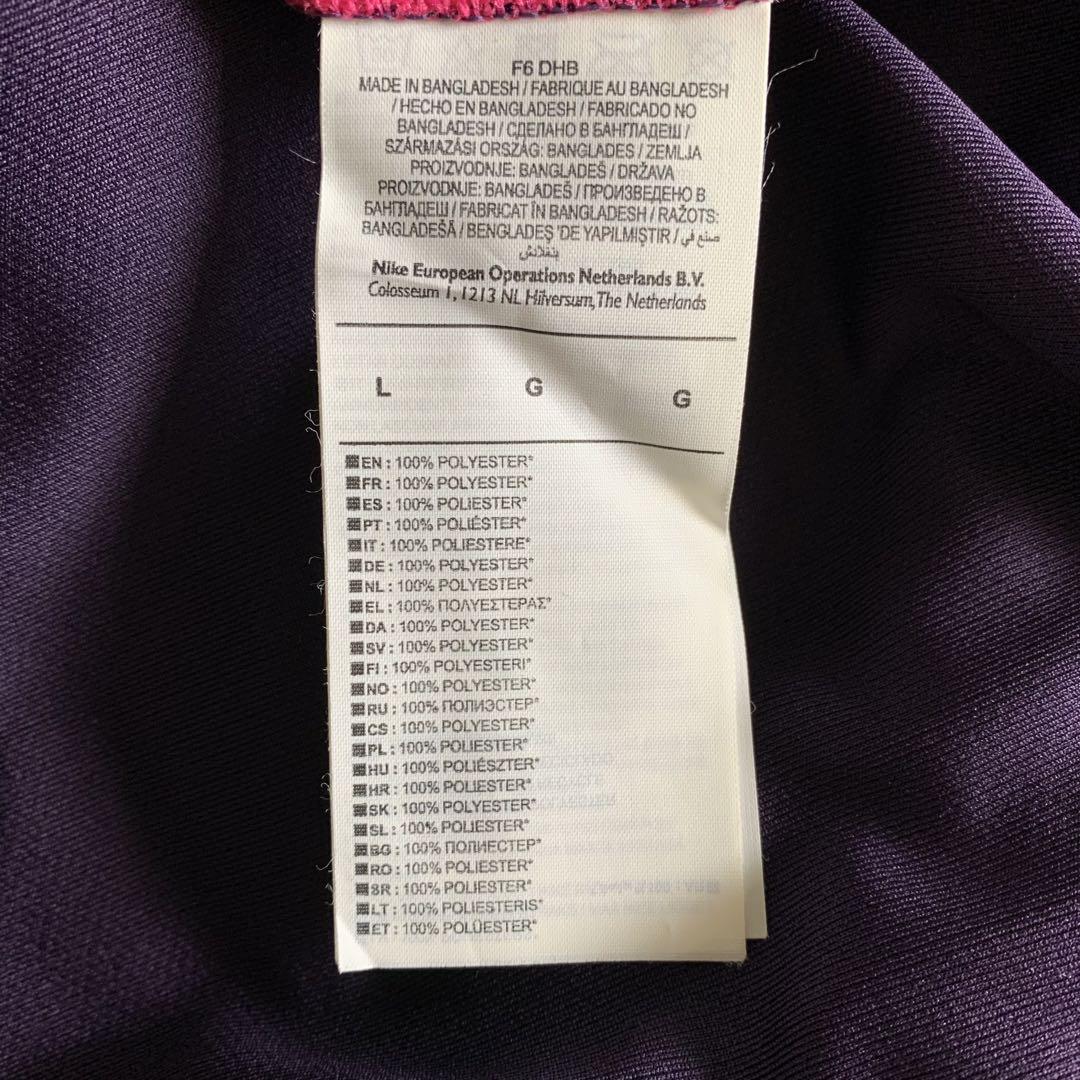 F6 DHB
MADE IN BANGLADESH / FABRIQUE AU BANGLADESH
/ HECHO EN BANGLADESH / FABRICADO NO
BANGLADESH / СДЕЛАНО В БАНГЛАДЕШ /
SZÁRMAZÁSI ORSZÁG: BANGLADES / ZEMLJA
PROIZVODNJE: BANGLADEŠ / DRŽAVA
PROIZVODNJE: BANGLADEŠ / ПРОИЗВЕДЕНО В
БАНГЛАДЕШ / FABRICAT ÎN BANGLADESH / RAŽOTS:
BANGLADEŠĀ / BENGLADEŞ 'DE YAPILMIŞTIR / صنع في
بنغلادش
Nike European Operations Netherlands B.V.
Colosseum 1, 1213 NL Hilversum, The Netherlands
L G G
EN : 100% POLYESTER*
FR : 100% POLYESTER*
ES : 100% POLIESTER*
PT : 100% POLIÉSTER*
IT : 100% POLIESTERE*
DE : 100% POLYESTER*
NL : 100% POLYESTER*
EL : 100% ΠΟΛΥΕΣΤΕΡΑΣ*
DA : 100% POLYESTER*
SV : 100% POLYESTER*
FI : 100% POLYESTERI*
NO : 100% POLYESTER*
RU : 100% ПОЛИЭСТЕР*
CS : 100% POLYESTER*
PL : 100% POLIESTER*
HU : 100% POLIÉSZTER*
HR : 100% POLIESTER*
SK : 100% POLYESTER*
SL : 100% POLIESTER*
BG : 100% ПОЛИЕСТЕР*
RO : 100% POLIESTER*
SR : 100% POLIESTER*
LT : 100% POLIESTERIS*
ET : 100% POLÜESTER*